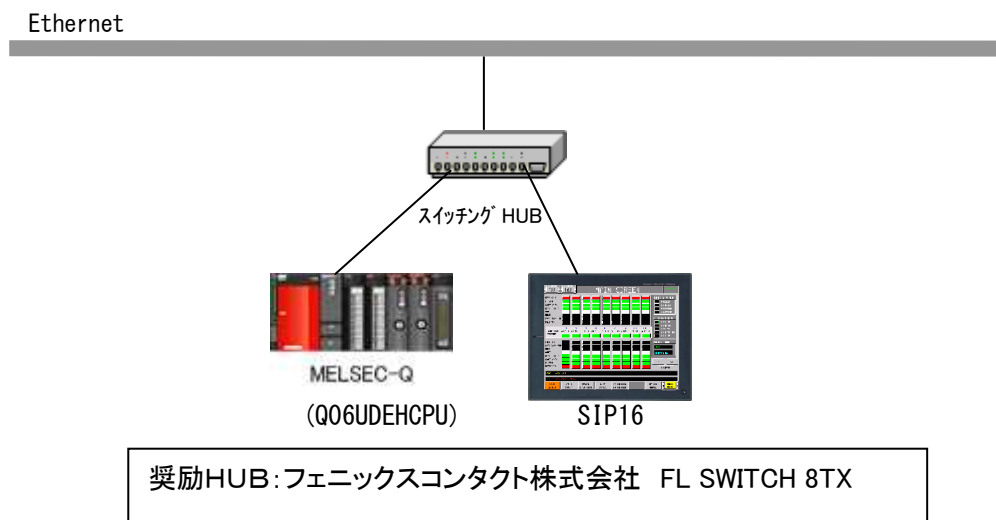 Ethernet
スイッチング HUB
MELSEC-Q
(Q06UDEHCPU)
SIP16
奨励HUB:フェニックスコンタクト株式会社 FL SWITCH 8TX